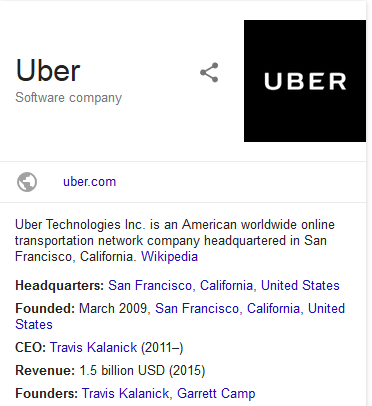 Uber
Software company
UBER
uber.com
Uber Technologies Inc. is an American worldwide online
transportation network company headquartered in San
Francisco, California. Wikipedia
Headquarters: San Francisco, California, United States
Founded: March 2009, San Francisco, California, United
States
CEO: Travis Kalanick (2011–)
Revenue: 1.5 billion USD (2015)
Founders: Travis Kalanick, Garrett Camp